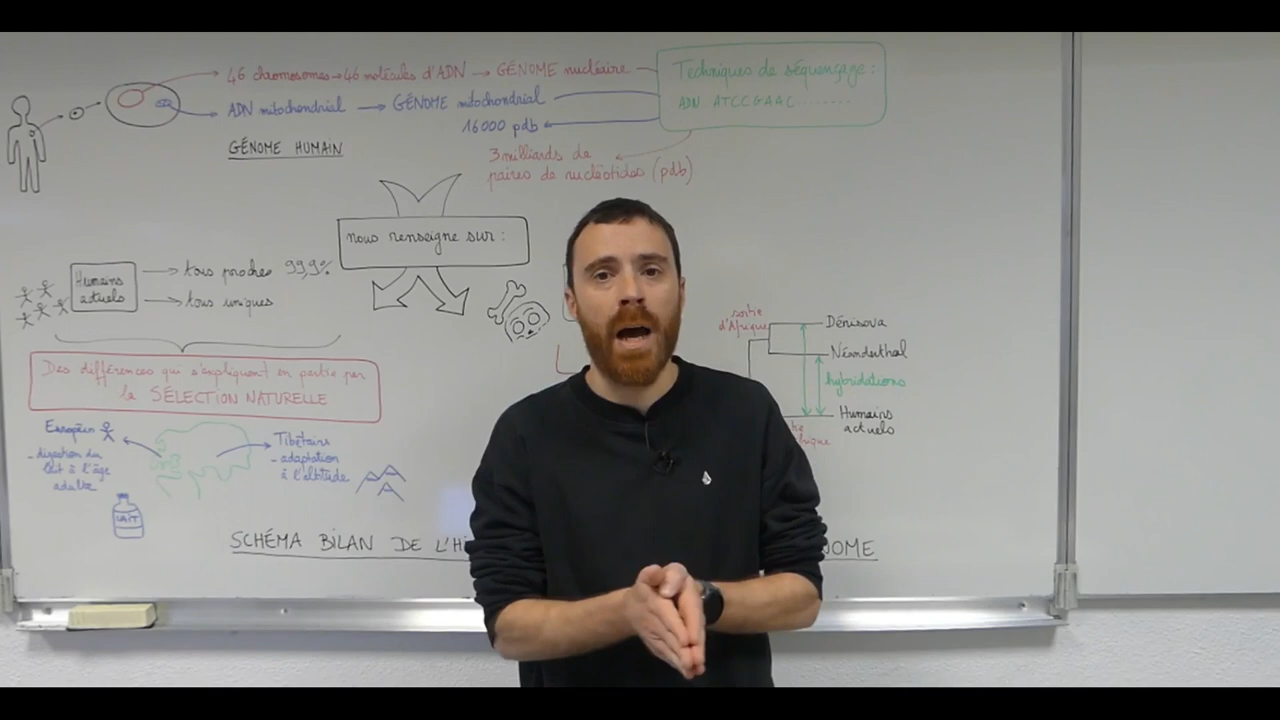 46 chromosomes → 46 molécules d'ADN → GÉNOME nucléaire
ADN mitochondrial → GÉNOME mitochondrial
16000 pdb
GÉNOME HUMAIN
Techniques de séquençage :
ADN ATCCGAAC........
3 milliards de
paires de nucléotides (pdb)
nous renseigne sur :
Humains
actuels
tous proches 99,9%
tous uniques
Des différences qui s'expliquent en partie par
la SÉLECTION NATURELLE
Européen
- digestion du
lait à l'âge
adulte
LAIT
Tibétains
- adaptation
à l'altitude
sortie
d'Afrique
Dénisova
Néanderthal
hybridations
Humains
actuels
SCHÉMA BILAN DE L'HI
NOME